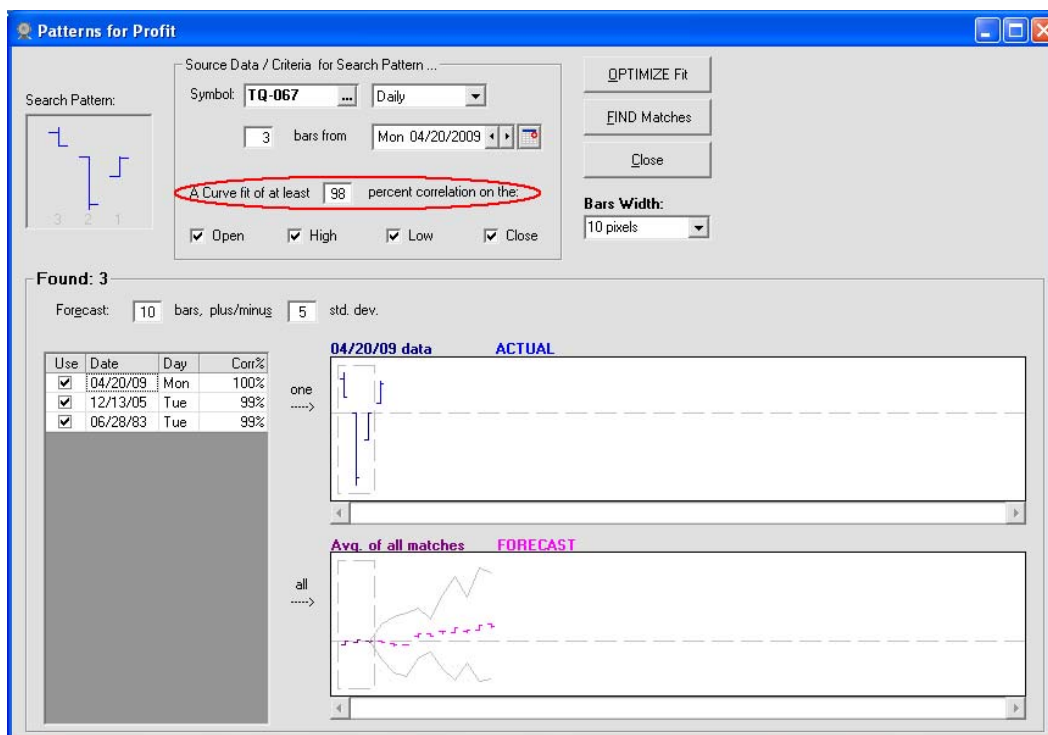 Patterns for Profit
Source Data / Criteria for Search Pattern ...
Search Pattern:
3 2 1
Symbol: TQ-067 ... Daily
3 bars from Mon 04/20/2009
A Curve fit of at least 98 percent correlation on the:
Open High Low Close
OPTIMIZE Fit
FIND Matches
Close
Bars Width:
10 pixels
Found: 3
Forecast: 10 bars, plus/minus 5 std. dev.
Use Date Day Corr%
04/20/09 Mon 100%
12/13/05 Tue 99%
06/28/83 Tue 99%
one
----->
04/20/09 data ACTUAL
all
----->
Avg. of all matches FORECAST